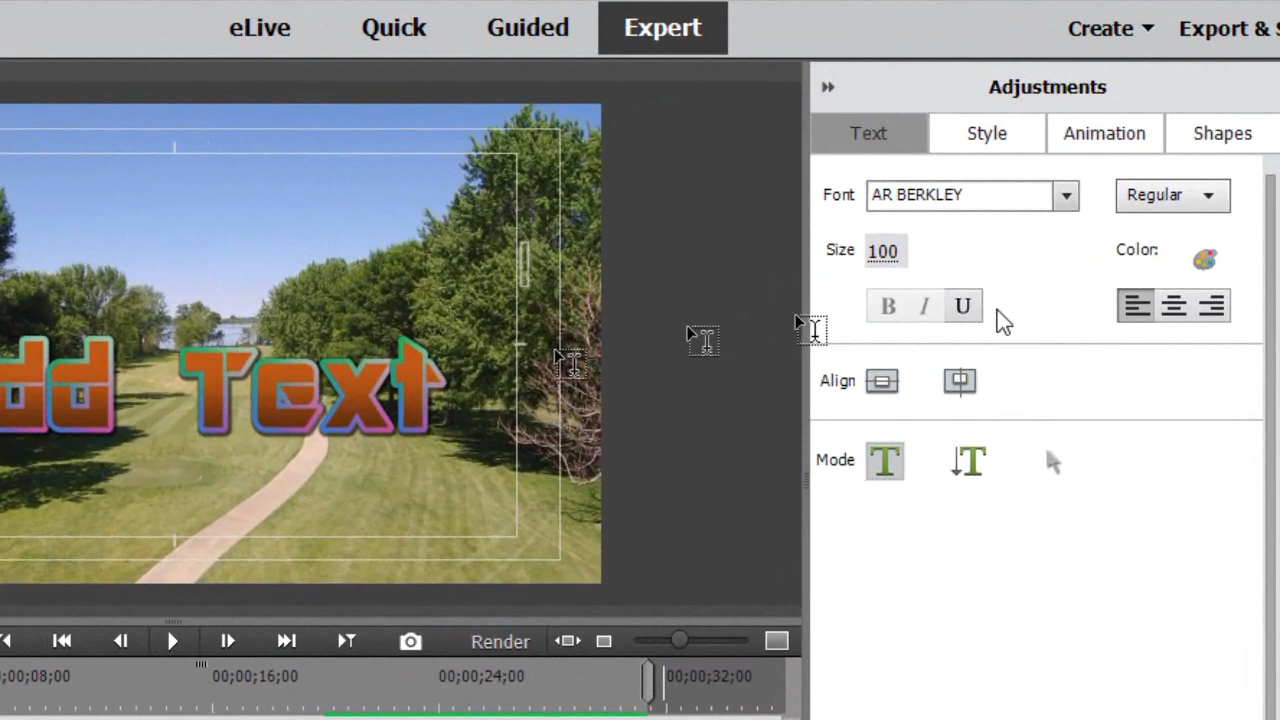 eLive Quick Guided Expert Create Export &
Adjustments
Text Style Animation Shapes
Font AR BERKLEY Regular
Size 100 Color:
B I U
dd Text
Align
Mode T T
Render
;00;08;00 00;00;16;00 00;00;24;00 00;00;32;00